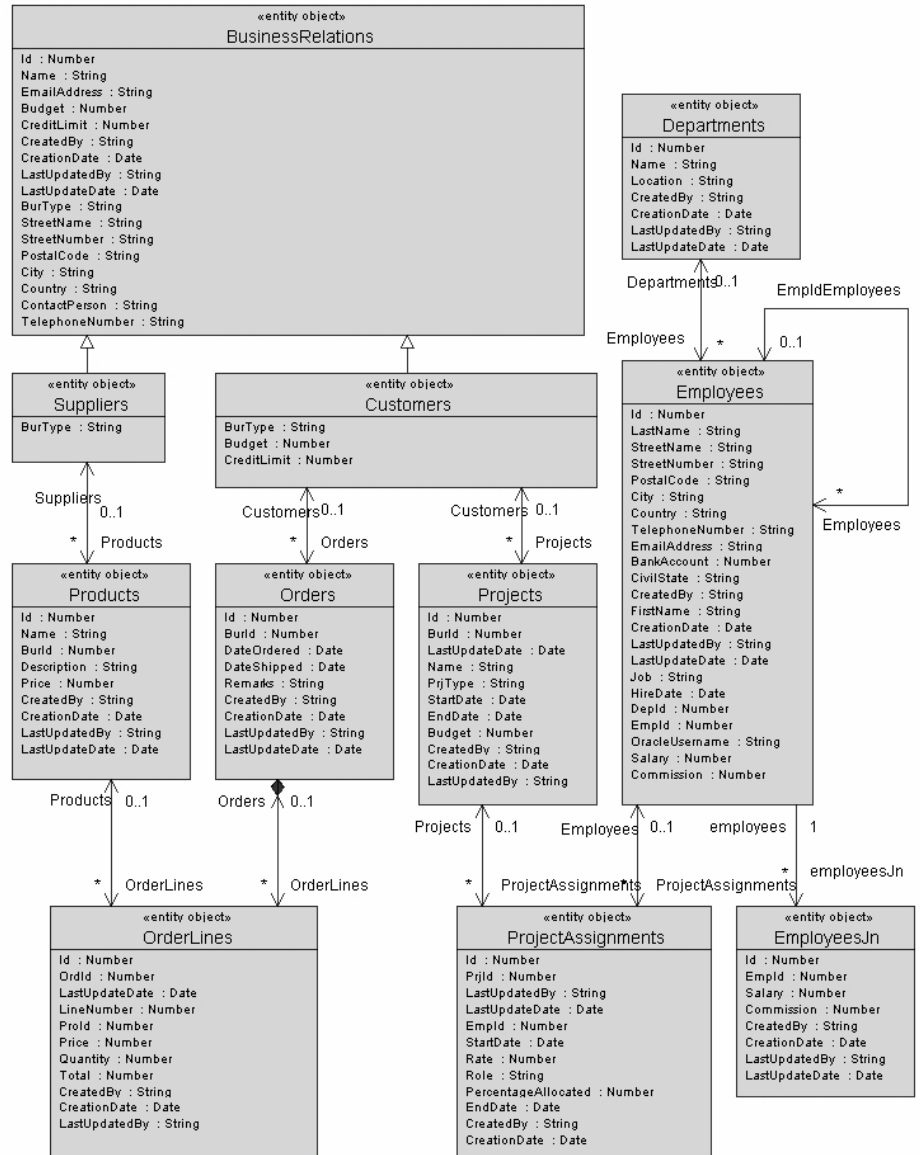 «entity object»
BusinessRelations
Id : Number
Name : String
EmailAddress : String
Budget : Number
CreditLimit : Number
CreatedBy : String
CreationDate : Date
LastUpdatedBy : String
LastUpdateDate : Date
BurType : String
StreetName : String
StreetNumber : String
PostalCode : String
City : String
Country : String
ContactPerson : String
TelephoneNumber : String
«entity object»
Departments
Id : Number
Name : String
Location : String
CreatedBy : String
CreationDate : Date
LastUpdatedBy : String
LastUpdateDate : Date
Departments 0..1
EmpIdEmployees
Employees *
0..1
«entity object»
Suppliers
BurType : String
«entity object»
Customers
BurType : String
Budget : Number
CreditLimit : Number
«entity object»
Employees
Id : Number
LastName : String
StreetName : String
StreetNumber : String
PostalCode : String
City : String
Country : String
TelephoneNumber : String
EmailAddress : String
BankAccount : Number
CivilState : String
CreatedBy : String
FirstName : String
CreationDate : Date
LastUpdatedBy : String
LastUpdateDate : Date
Job : String
HireDate : Date
DepId : Number
EmpId : Number
OracleUsername : String
Salary : Number
Commission : Number
*
Employees
Suppliers
0..1
* Products
Customers 0..1
* Orders
Customers 0..1
* Projects
«entity object»
Products
Id : Number
Name : String
BurId : Number
Description : String
Price : Number
CreatedBy : String
CreationDate : Date
LastUpdatedBy : String
LastUpdateDate : Date
«entity object»
Orders
Id : Number
BurId : Number
DateOrdered : Date
DateShipped : Date
Remarks : String
CreatedBy : String
CreationDate : Date
LastUpdatedBy : String
LastUpdateDate : Date
«entity object»
Projects
Id : Number
BurId : Number
LastUpdateDate : Date
Name : String
PrjType : String
StartDate : Date
EndDate : Date
Budget : Number
CreatedBy : String
CreationDate : Date
LastUpdatedBy : String
Products 0..1
* OrderLines
Orders 0..1
* OrderLines
Projects 0..1
* ProjectAssignments
Employees 0..1
* ProjectAssignments
employees 1
* employeesJn
«entity object»
OrderLines
Id : Number
OrdId : Number
LastUpdateDate : Date
LineNumber : Number
ProId : Number
Price : Number
Quantity : Number
Total : Number
CreatedBy : String
CreationDate : Date
LastUpdatedBy : String
«entity object»
ProjectAssignments
Id : Number
PrjId : Number
LastUpdatedBy : String
LastUpdateDate : Date
EmpId : Number
StartDate : Date
Rate : Number
Role : String
PercentageAllocated : Number
EndDate : Date
CreatedBy : String
CreationDate : Date
«entity object»
EmployeesJn
Id : Number
EmpId : Number
Salary : Number
Commission : Number
CreatedBy : String
CreationDate : Date
LastUpdatedBy : String
LastUpdateDate : Date